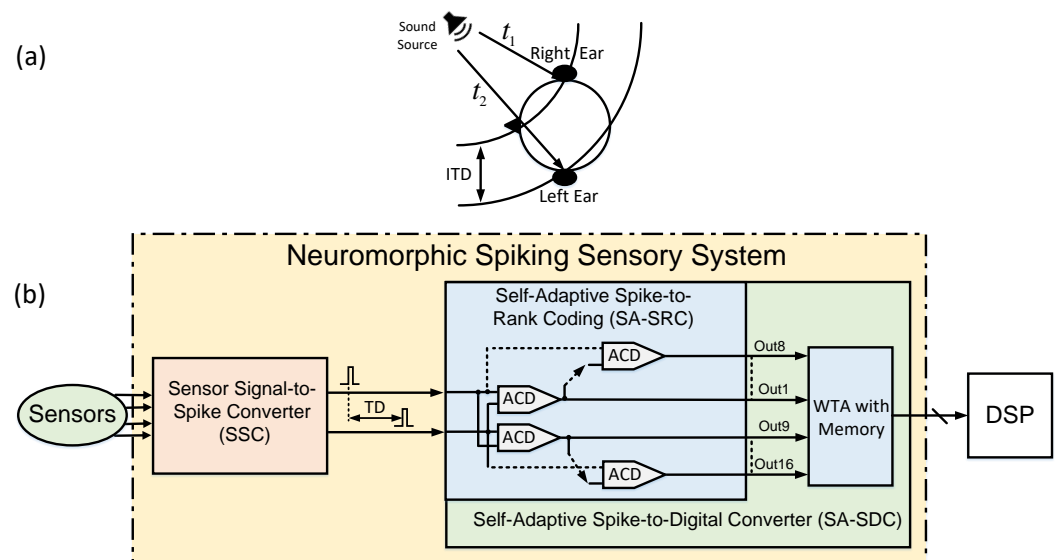 (a)
Sound
Source
t1
Right Ear
t2
ITD
Left Ear
(b)
Neuromorphic Spiking Sensory System
Self-Adaptive Spike-to-
Rank Coding (SA-SRC)
Sensors
Sensor Signal-to-
Spike Converter
(SSC)
TD
ACD
ACD
ACD
ACD
Out8
Out1
Out9
Out16
WTA with
Memory
DSP
Self-Adaptive Spike-to-Digital Converter (SA-SDC)